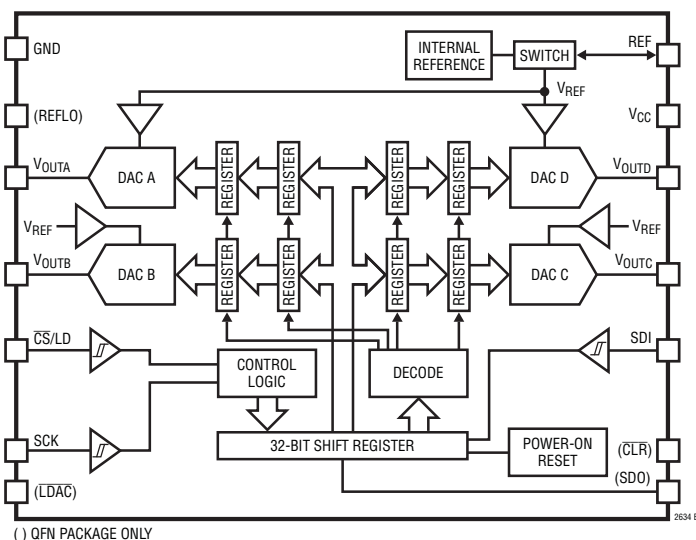 GND
INTERNAL
REFERENCE
SWITCH
REF
VREF
(REFLO)
VCC
VOUTA
DAC A
REGISTER
REGISTER
REGISTER
REGISTER
DAC D
VOUTD
VREF
VREF
VOUTB
DAC B
REGISTER
REGISTER
REGISTER
REGISTER
DAC C
VOUTC
CS/LD
CONTROL
LOGIC
DECODE
SDI
SCK
32-BIT SHIFT REGISTER
POWER-ON
RESET
(CLR)
(SDO)
(LDAC)
( ) QFN PACKAGE ONLY